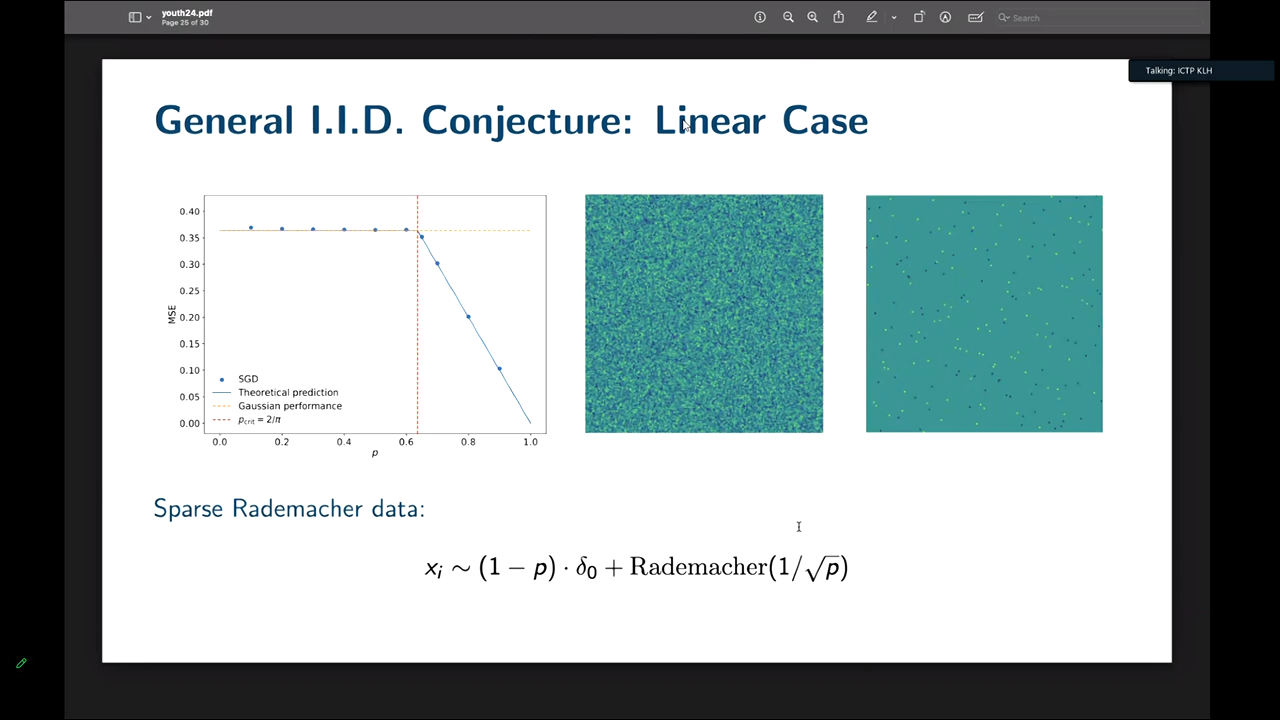 youth24.pdf
Page 25 of 30
Search
Talking: ICTP KLH
General I.I.D. Conjecture: Linear Case
0.40
0.35
0.30
0.25
0.20
0.15
0.10
0.05
0.00
MSE
SGD
Theoretical prediction
Gaussian performance
p_crit = 2/π
0.0 0.2 0.4 0.6 0.8 1.0
p
Sparse Rademacher data:
x_i ∼ (1 − p) · δ_0 + Rademacher(1/√p)